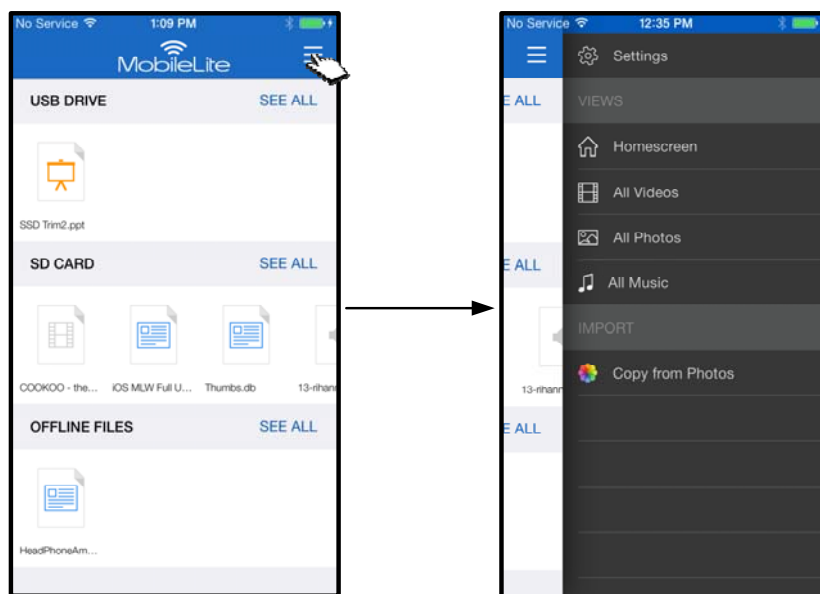 No Service 1:09 PM
MobileLite
USB DRIVE SEE ALL
SSD Trim2.ppt
SD CARD SEE ALL
COOKOO - the... iOS MLW Full U... Thumbs.db 13-rihann
OFFLINE FILES SEE ALL
HeadPhoneAm...
No Service 12:35 PM
Settings
E ALL VIEWS
Homescreen
All Videos
E ALL All Photos
All Music
IMPORT
13-rihann Copy from Photos
E ALL